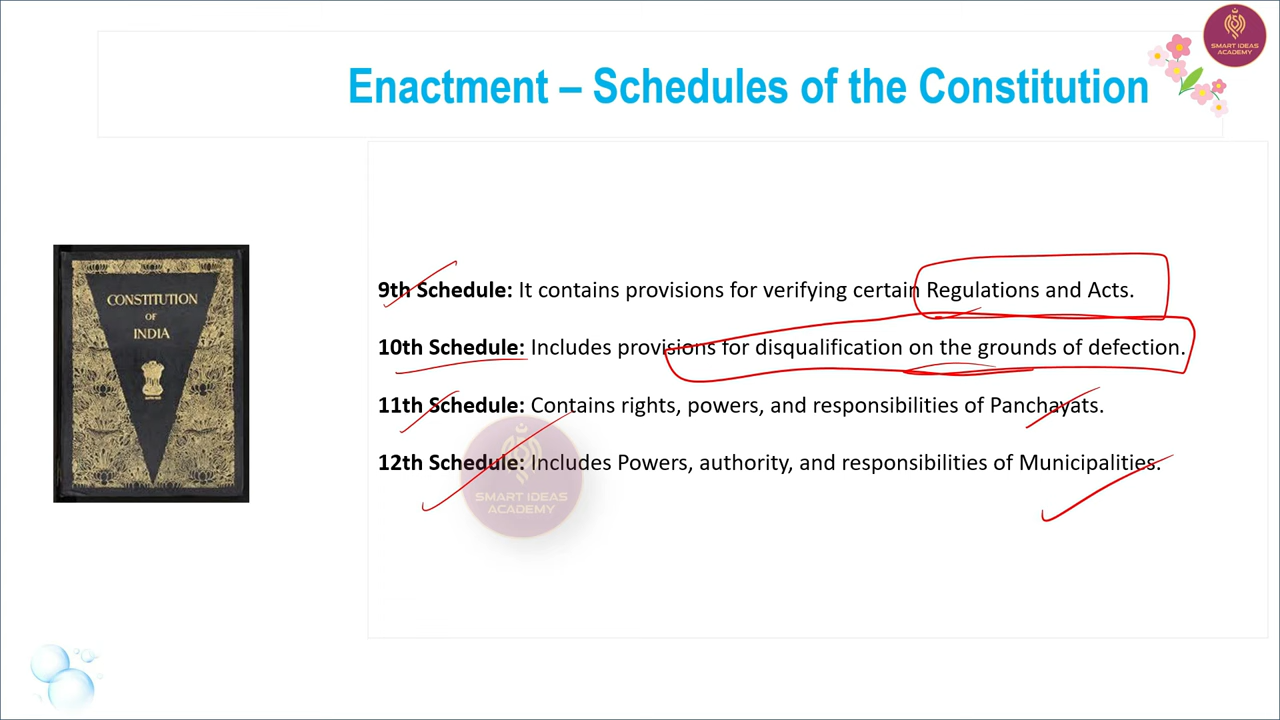 SMART IDEAS
ACADEMY
Enactment – Schedules of the Constitution
CONSTITUTION
OF
INDIA
9th Schedule: It contains provisions for verifying certain Regulations and Acts.
10th Schedule: Includes provisions for disqualification on the grounds of defection.
11th Schedule: Contains rights, powers, and responsibilities of Panchayats.
12th Schedule: Includes Powers, authority, and responsibilities of Municipalities.
SMART IDEAS
ACADEMY